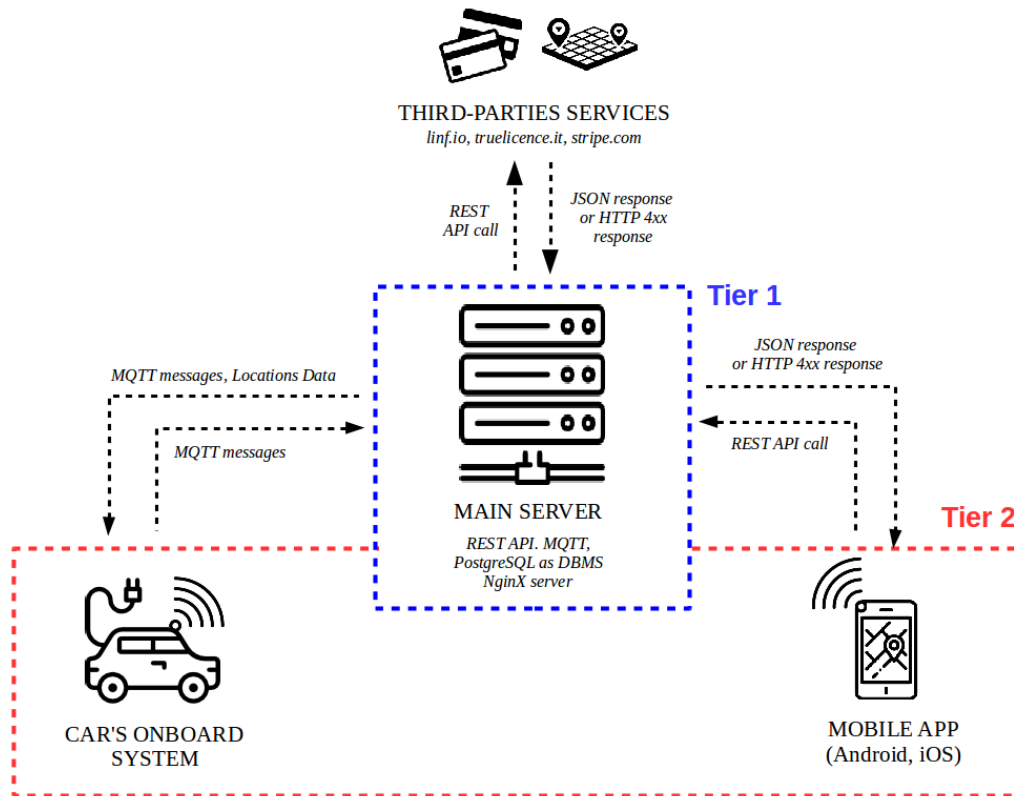 THIRD-PARTIES SERVICES
linf.io, truelicence.it, stripe.com
REST
API call
JSON response
or HTTP 4xx
response
Tier 1
JSON response
or HTTP 4xx response
MQTT messages, Locations Data
REST API call
MQTT messages
MAIN SERVER
Tier 2
REST API. MQTT,
PostgreSQL as DBMS
NginX server
CAR'S ONBOARD
SYSTEM
MOBILE APP
(Android, iOS)